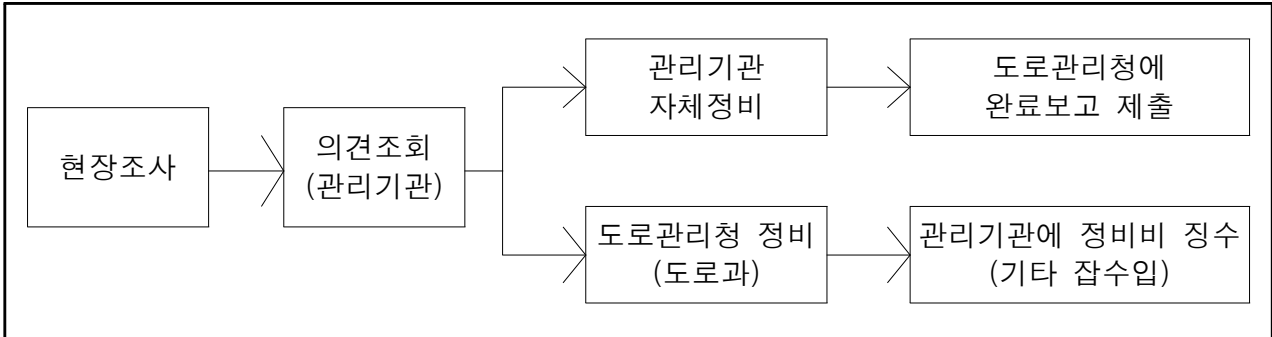 현장조사
의견조회
(관리기관)
관리기관
자체정비
도로관리청에
완료보고 제출
도로관리청 정비
(도로과)
관리기관에 정비비 징수
(기타 잡수입)